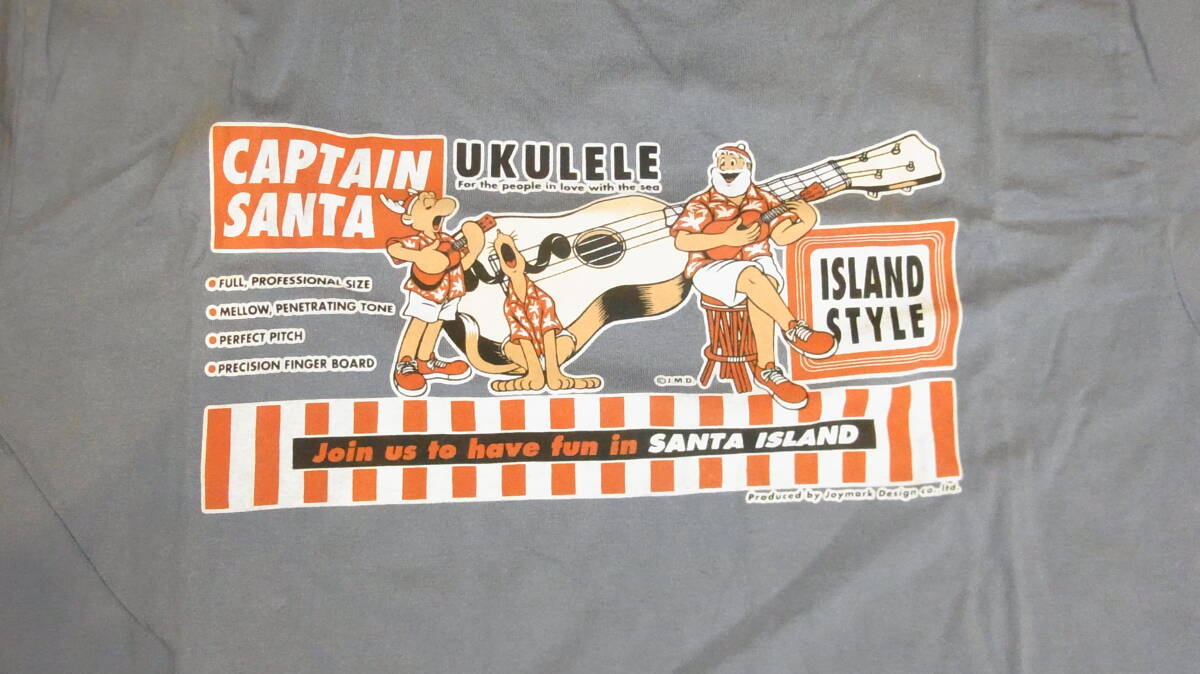 CAPTAIN
SANTA
UKULELE
For the people in love with the sea
FULL, PROFESSIONAL SIZE
MELLOW, PENETRATING TONE
PERFECT PITCH
PRECISION FINGER BOARD
ISLAND
STYLE
©J.M.D.
Join us to have fun in SANTA ISLAND
Produced by Joymark Design co., ltd.